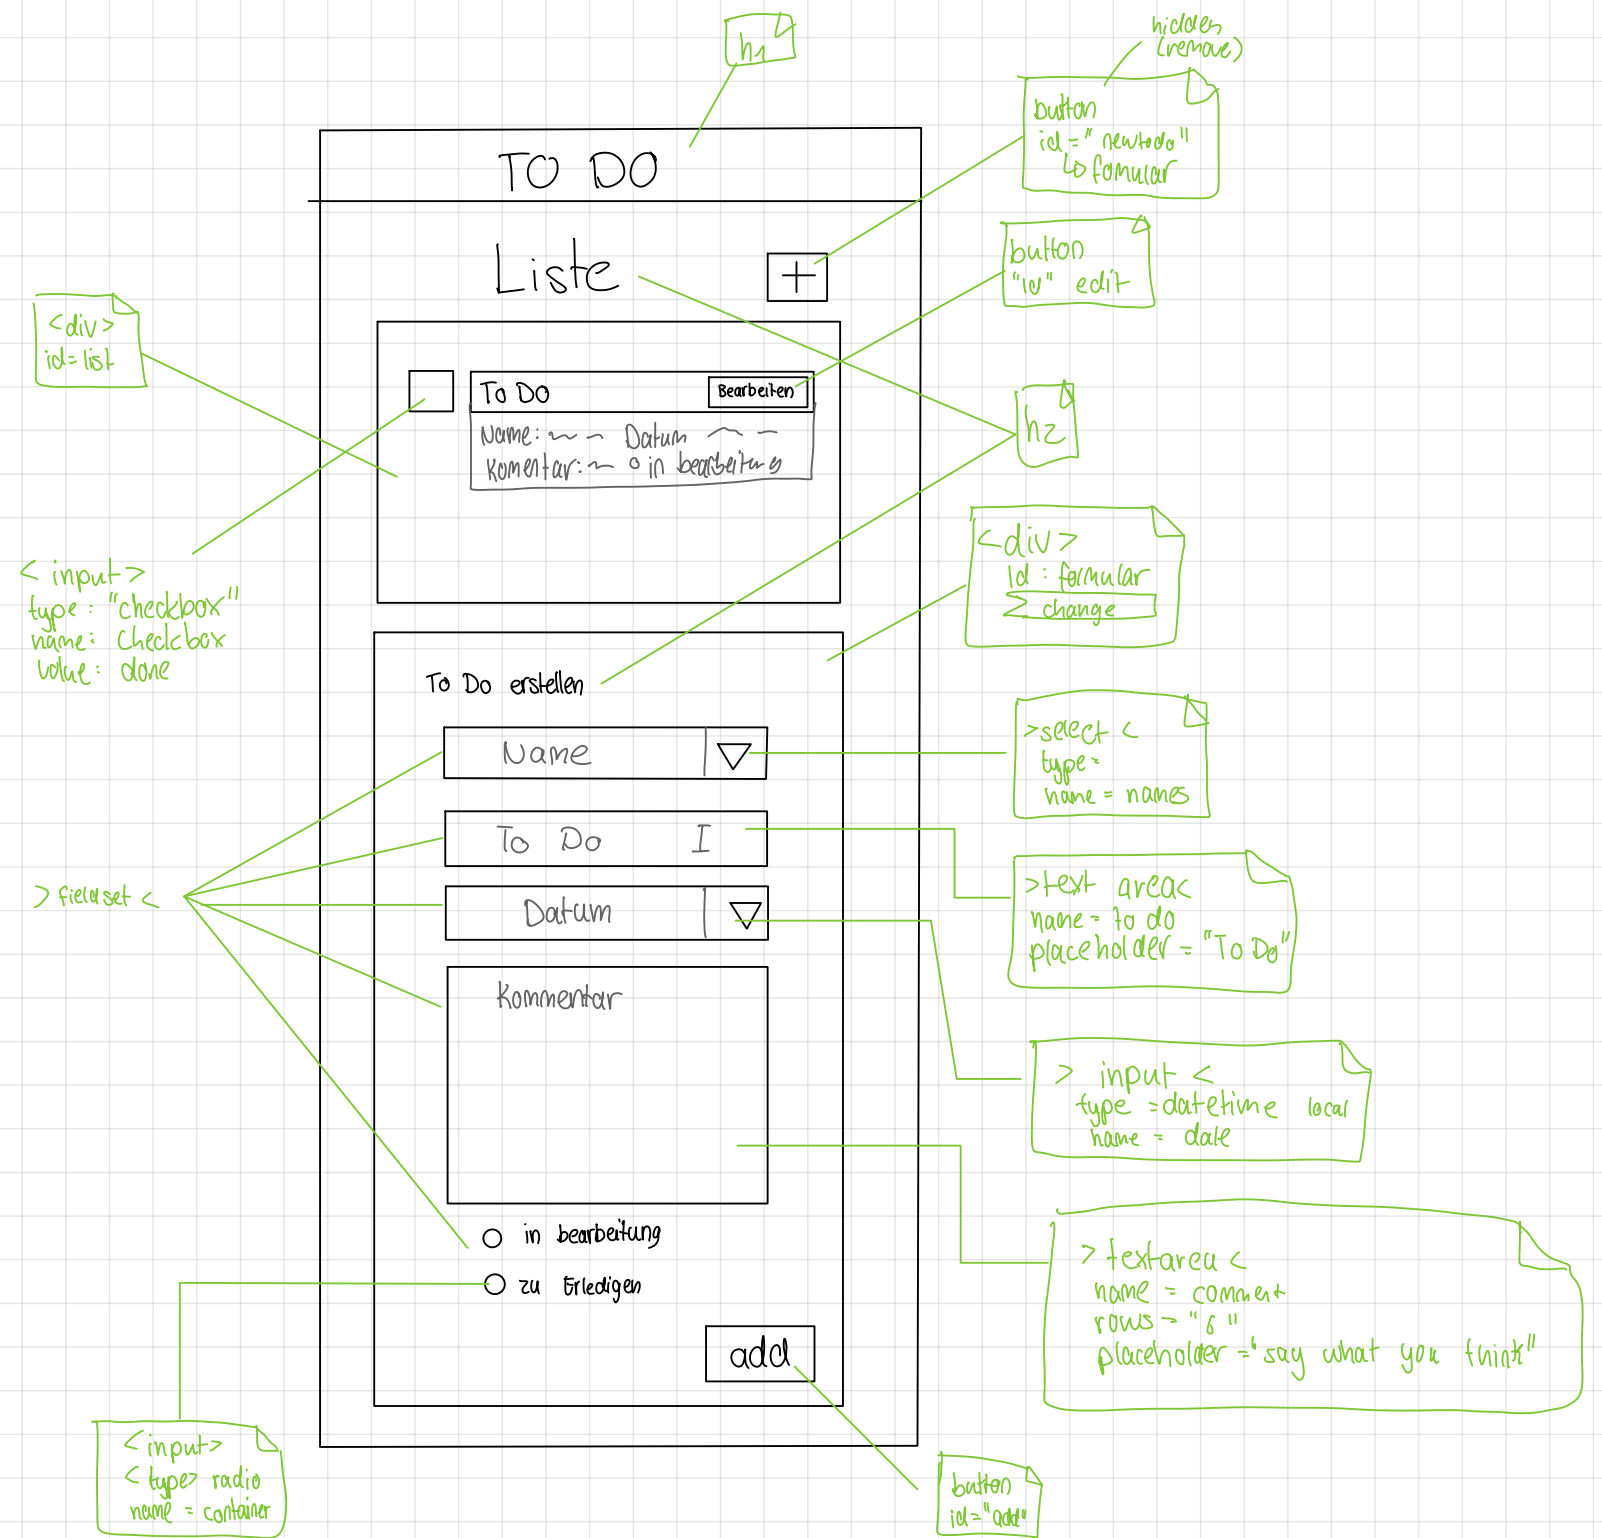 h1
hidden
(remove)
button
id="newtodo"
↳ fomular
TO DO
Liste
+
button
"id" edit
<div>
id=list
To Do
Bearbeiten
Name: Datum
Komentar: in bearbeitung
h2
<input>
type: "checkbox"
name: checkbox
value: done
<div>
Id: formular
change
To Do erstellen
>select<
type=
name = names
Name
To Do I
>text area<
name = to do
placeholder = "To Do"
>fieldset<
Datum
> input <
type =datetime local
name = date
Kommentar
> textarea <
name = comment
rows = "6"
placeholder ="say what you think"
in bearbeitung
zu Erledigen
add
<input>
<type> radio
name = container
button
id="add"